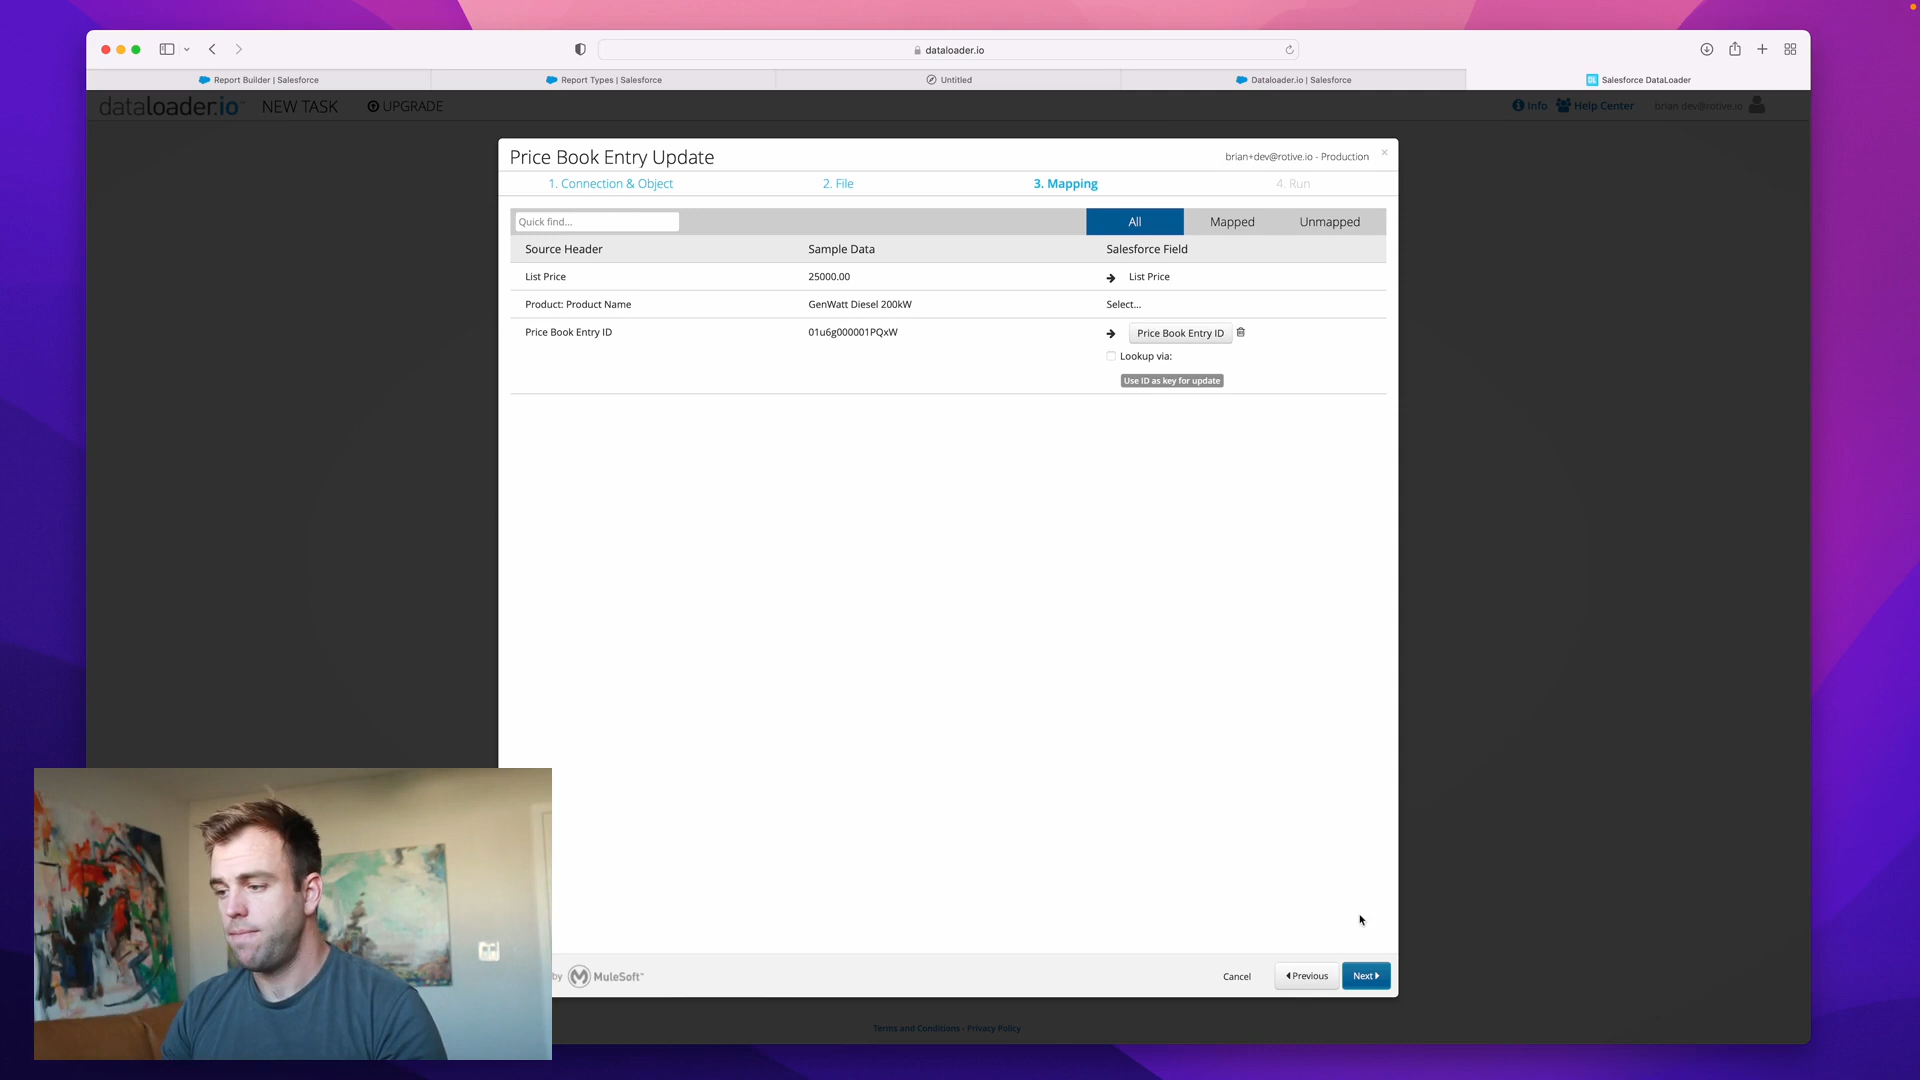 dataloader.io
Report Builder | Salesforce
Report Types | Salesforce
Untitled
Dataloader.io | Salesforce
Salesforce DataLoader
dataloader.io NEW TASK UPGRADE
Info Help Center brian dev@rotive.io
Price Book Entry Update
brian+dev@rotive.io - Production
1. Connection & Object 2. File 3. Mapping 4. Run
Quick find... All Mapped Unmapped
Source Header Sample Data Salesforce Field
List Price 25000.00 List Price
Product: Product Name GenWatt Diesel 200kW Select...
Price Book Entry ID 01u6g000001PQxW Price Book Entry ID
Lookup via:
Use ID as key for update
by MuleSoft
Cancel Previous Next
Terms and Conditions - Privacy Policy